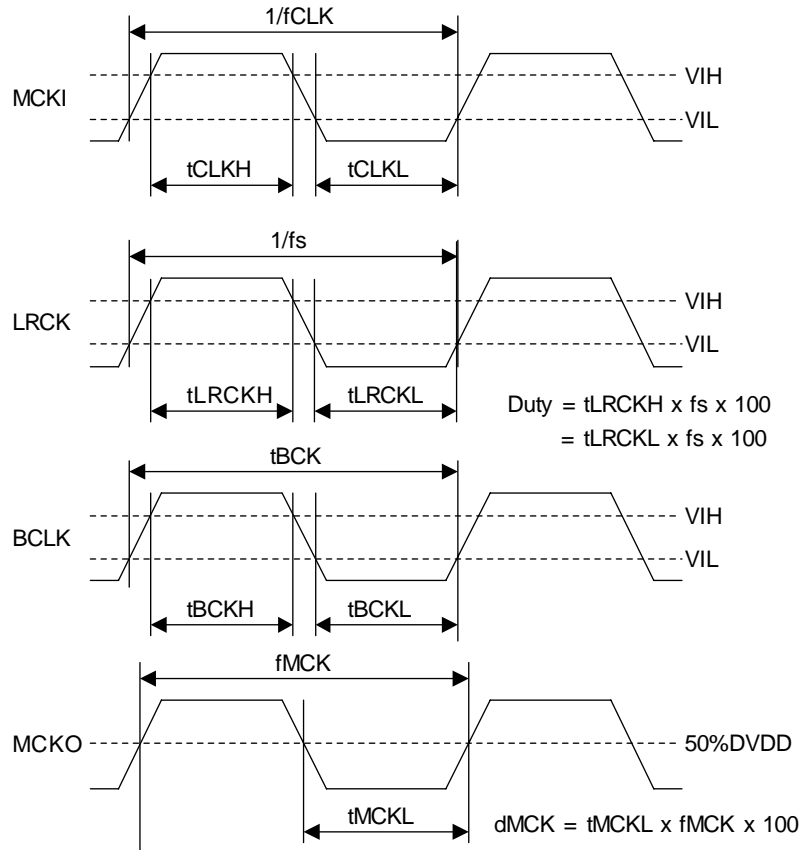 1/fCLK
MCKI
VIH
VIL
tCLKH
tCLKL
1/fs
LRCK
VIH
VIL
tLRCKH
tLRCKL
Duty = tLRCKH x fs x 100
= tLRCKL x fs x 100
tBCK
BCLK
VIH
VIL
tBCKH
tBCKL
fMCK
MCKO
50%DVDD
tMCKL
dMCK = tMCKL x fMCK x 100